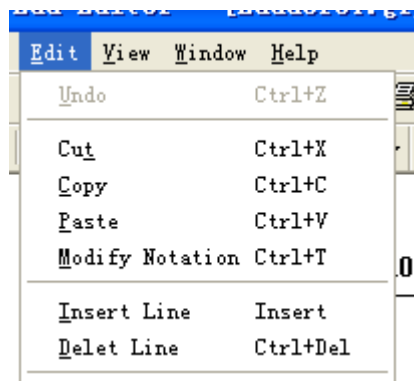 Edit View Window Help
Undo Ctrl+Z
Cut Ctrl+X
Copy Ctrl+C
Paste Ctrl+V
Modify Notation Ctrl+T
Insert Line Insert
Delet Line Ctrl+Del